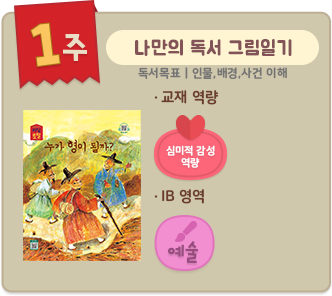 1주
나만의 독서 그림일기
독서목표 | 인물,배경,사건 이해
· 교재 역량
누가 형이 될까?
심미적 감성
역량
· IB 영역
예술